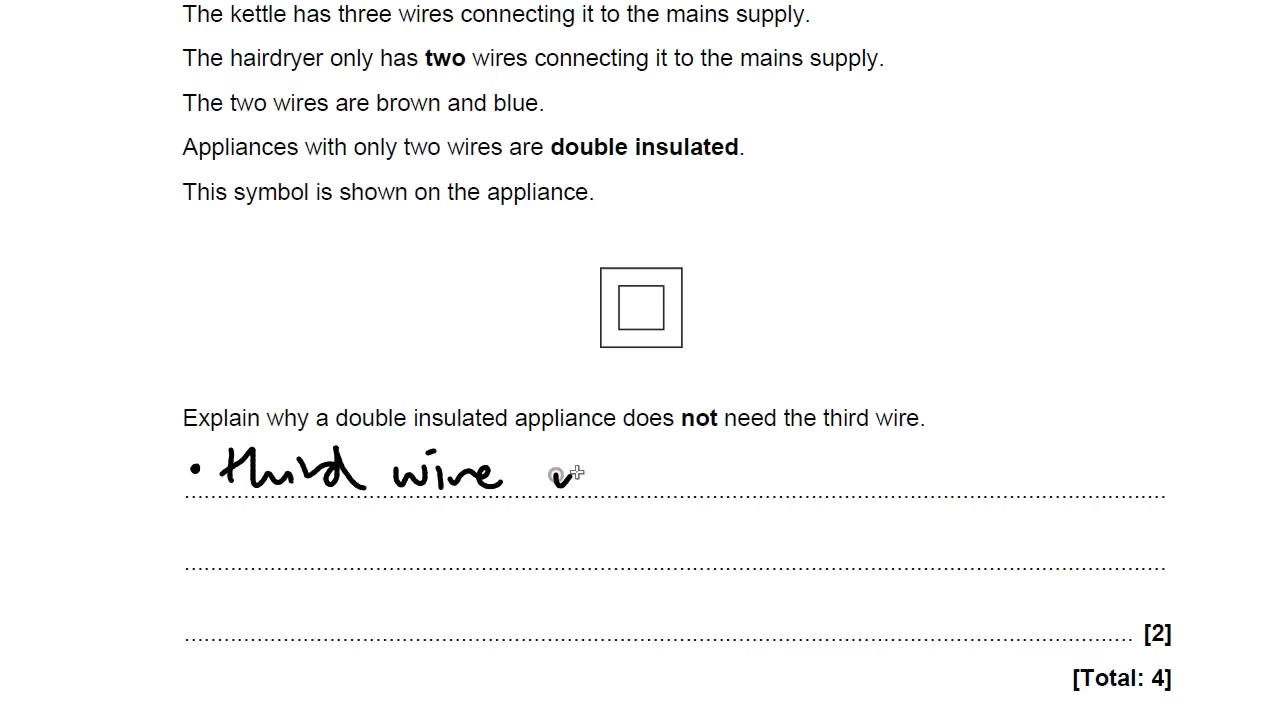 The kettle has three wires connecting it to the mains supply.
The hairdryer only has two wires connecting it to the mains supply.
The two wires are brown and blue.
Appliances with only two wires are double insulated.
This symbol is shown on the appliance.
Explain why a double insulated appliance does not need the third wire.
• third wire
[2]
[Total: 4]